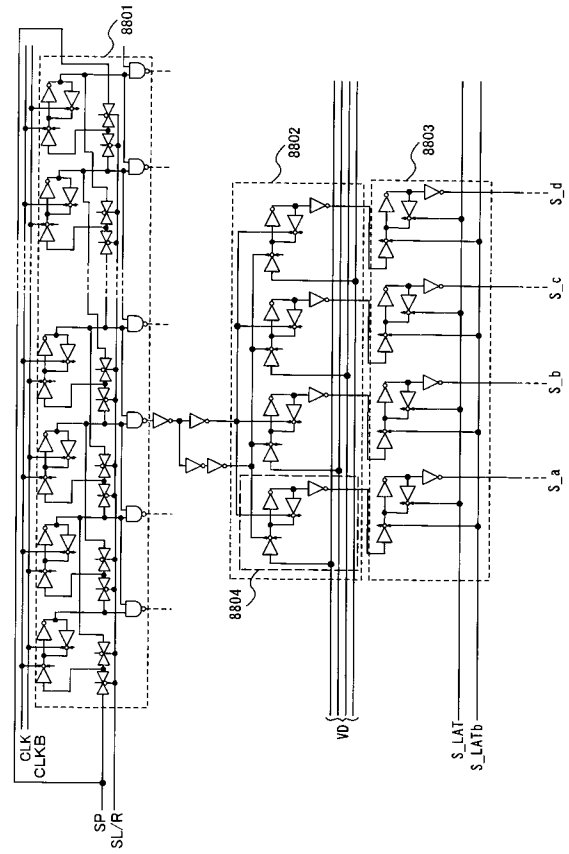 8801
CLK
CLKB
SP
SL/R
8802
8803
8804
VD
S_LAT
S_LATb
S_a
S_b
S_c
S_d